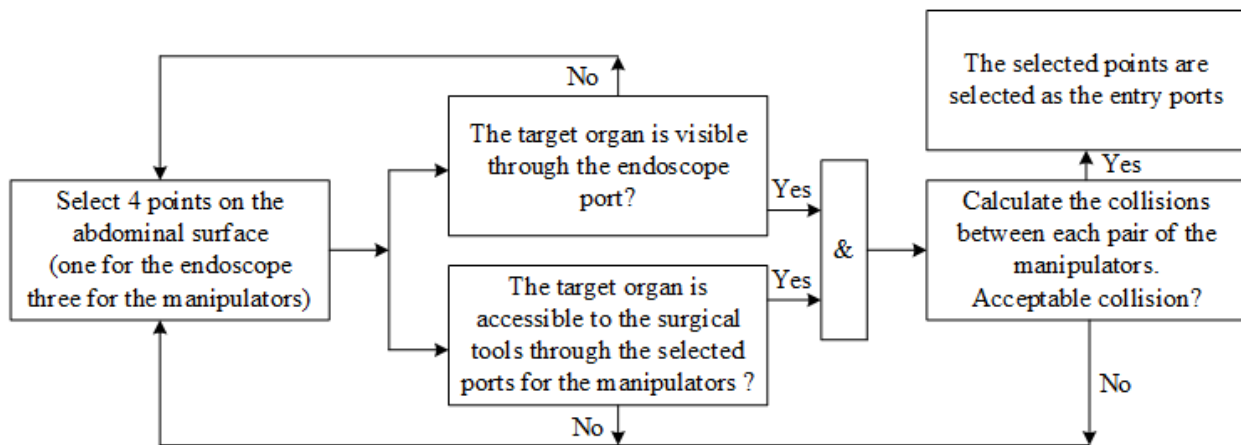 Select 4 points on the
abdominal surface
(one for the endoscope
three for the manipulators)
No
The target organ is visible
through the endoscope
port?
Yes
The target organ is
accessible to the surgical
tools through the selected
ports for the manipulators ?
Yes
No
&
Calculate the collisions
between each pair of the
manipulators.
Acceptable collision?
Yes
No
The selected points are
selected as the entry ports